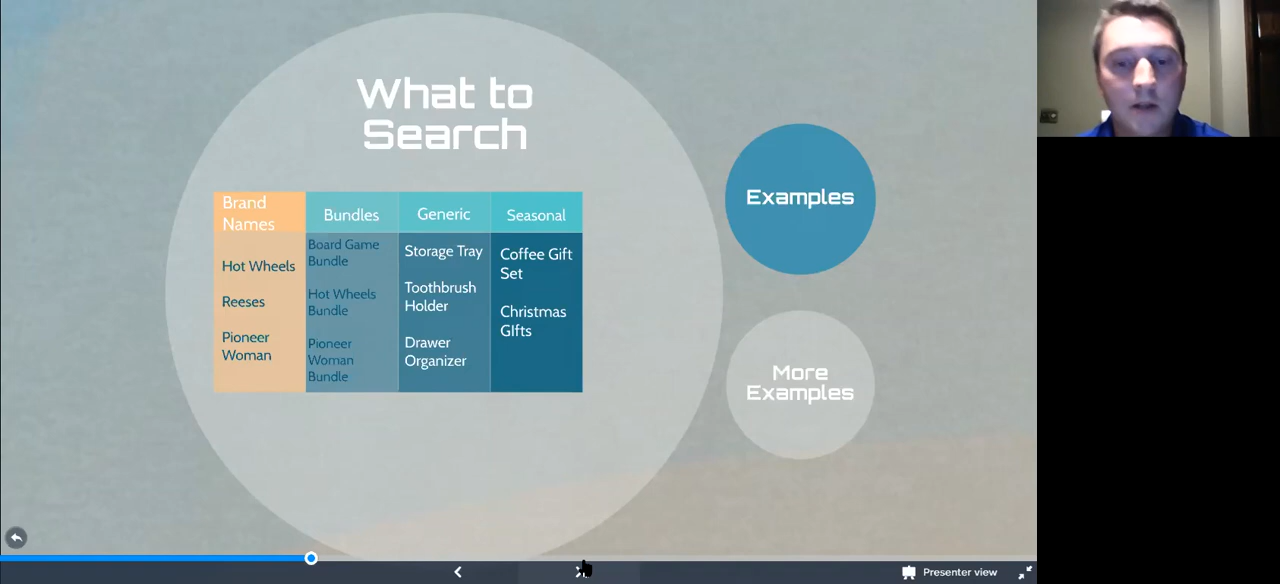 What to
Search
Brand
Names
Bundles
Generic
Seasonal
Hot Wheels
Reeses
Pioneer
Woman
Board Game
Bundle
Hot Wheels
Bundle
Pioneer
Woman
Bundle
Storage Tray
Toothbrush
Holder
Drawer
Organizer
Coffee Gift
Set
Christmas
GIfts
Examples
More
Examples
Presenter view